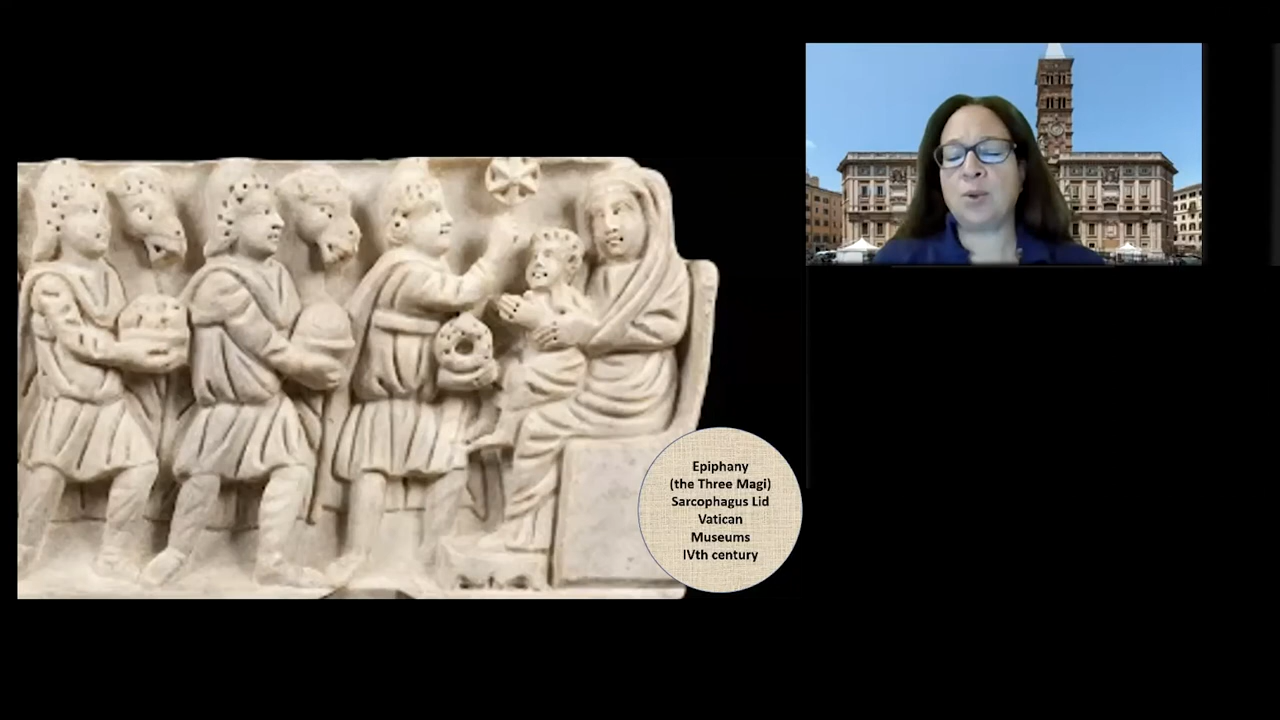 Epiphany
(the Three Magi)
Sarcophagus Lid
Vatican
Museums
IVth century